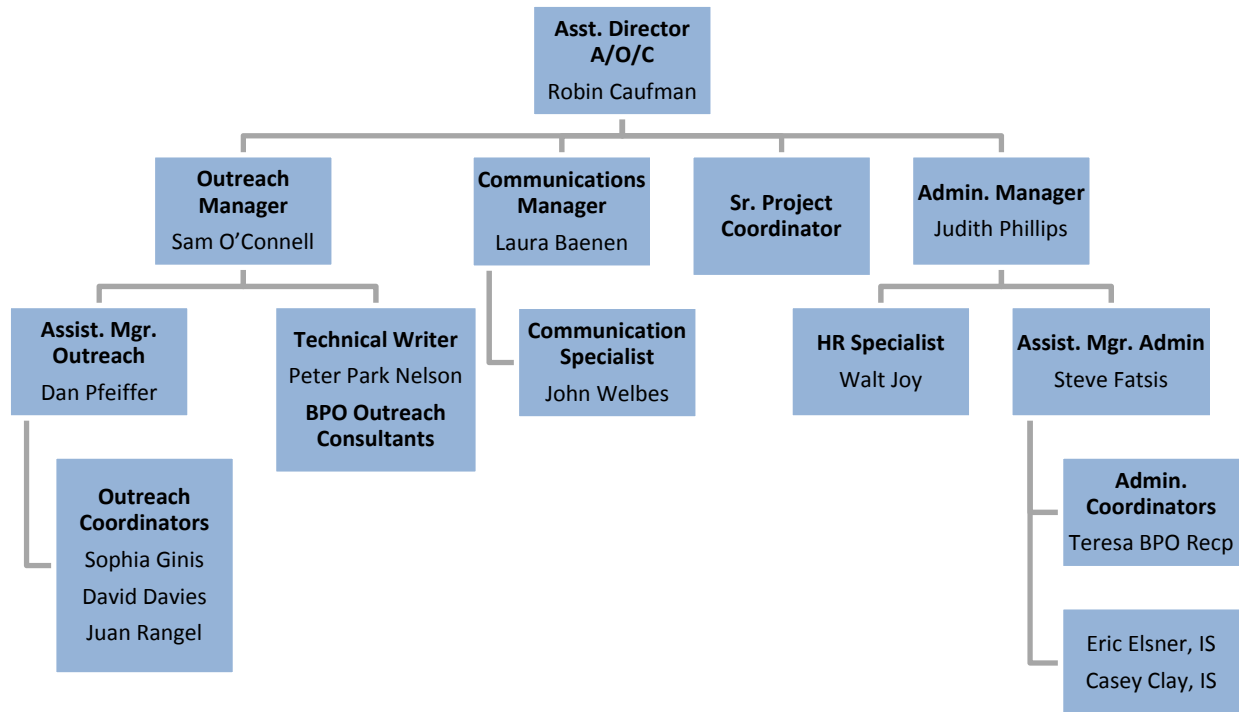 Asst. Director
A/O/C
Robin Caufman
Outreach
Manager
Sam O’Connell
Communications
Manager
Laura Baenen
Sr. Project
Coordinator
Admin. Manager
Judith Phillips
Assist. Mgr.
Outreach
Dan Pfeiffer
Technical Writer
Peter Park Nelson
BPO Outreach
Consultants
Communication
Specialist
John Welbes
HR Specialist
Walt Joy
Assist. Mgr. Admin
Steve Fatsis
Outreach
Coordinators
Sophia Ginis
David Davies
Juan Rangel
Admin.
Coordinators
Teresa BPO Recp
Eric Elsner, IS
Casey Clay, IS